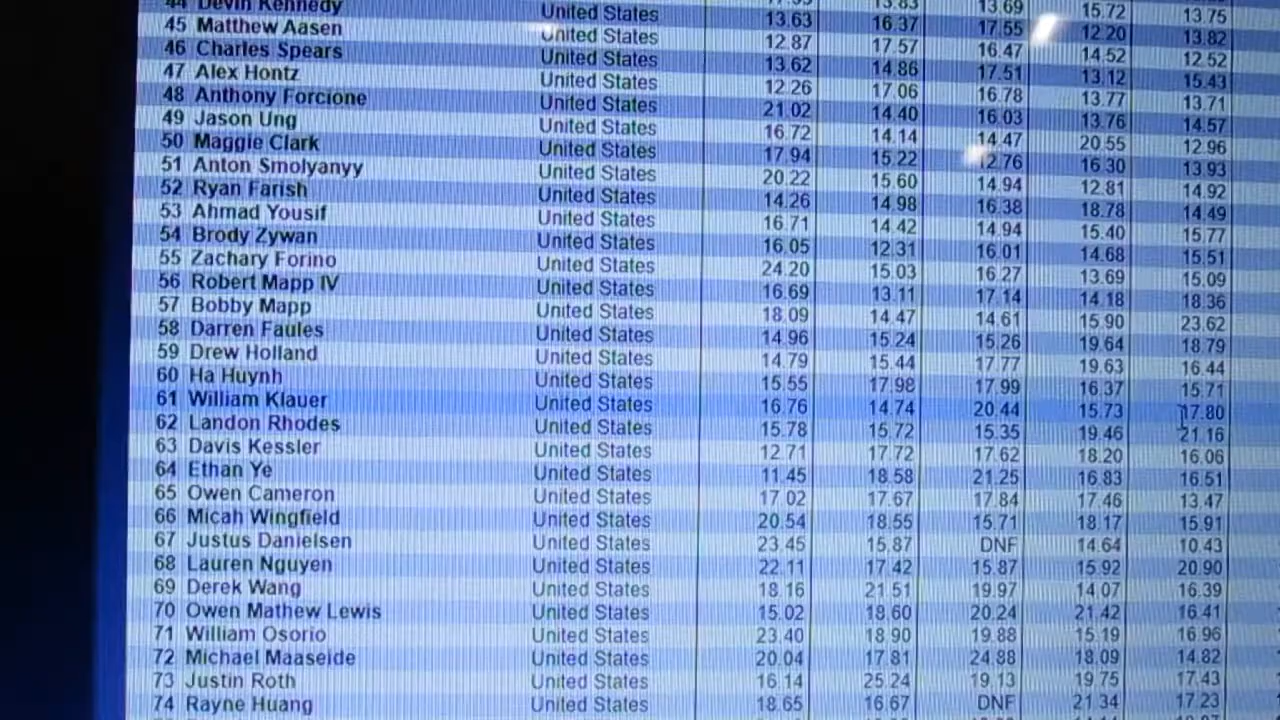 13.69 15.72 13.75
44 Devin Kennedy United States 13.63 16.37 17.55 12.20 13.82
45 Matthew Aasen United States 12.87 17.57 16.47 14.52 12.52
46 Charles Spears United States 13.62 14.86 17.51 13.12 15.43
47 Alex Hontz United States 12.26 17.06 16.78 13.77 13.71
48 Anthony Forcione United States 21.02 14.40 16.03 13.76 14.57
49 Jason Ung United States 16.72 14.14 14.47 20.55 12.96
50 Maggie Clark United States 17.94 15.22 12.76 16.30 13.93
51 Anton Smolyanyy United States 20.22 15.60 14.94 12.81 14.92
52 Ryan Farish United States 14.26 14.98 16.38 18.78 14.49
53 Ahmad Yousif United States 16.71 14.42 14.94 15.40 15.77
54 Brody Zywan United States 16.05 12.31 16.01 14.68 15.51
55 Zachary Forino United States 24.20 15.03 16.27 13.69 15.09
56 Robert Mapp IV United States 16.69 13.11 17.14 14.18 18.36
57 Bobby Mapp United States 18.09 14.47 14.61 15.90 23.62
58 Darren Faules United States 14.96 15.24 15.26 19.64 18.79
59 Drew Holland United States 14.79 15.44 17.77 19.63 16.44
60 Ha Huynh United States 15.55 17.98 17.99 16.37 15.71
61 William Klauer United States 16.76 14.74 20.44 15.73 17.80
62 Landon Rhodes United States 15.78 15.72 15.35 19.46 21.16
63 Davis Kessler United States 12.71 17.72 17.62 18.20 16.06
64 Ethan Ye United States 11.45 18.58 21.25 16.83 16.51
65 Owen Cameron United States 17.02 17.67 17.84 17.46 13.47
66 Micah Wingfield United States 20.54 18.55 15.71 18.17 15.91
67 Justus Danielsen United States 23.45 15.87 DNF 14.64 10.43
68 Lauren Nguyen United States 22.11 17.42 15.87 15.92 20.90
69 Derek Wang United States 18.16 21.51 19.97 14.07 16.39
70 Owen Mathew Lewis United States 15.02 18.60 20.24 21.42 16.41
71 William Osorio United States 23.40 18.90 19.88 15.19 16.96
72 Michael Maaseide United States 20.04 17.81 24.88 18.09 14.82
73 Justin Roth United States 16.14 25.24 19.13 19.75 17.43
74 Rayne Huang United States 18.65 16.67 DNF 21.34 17.23